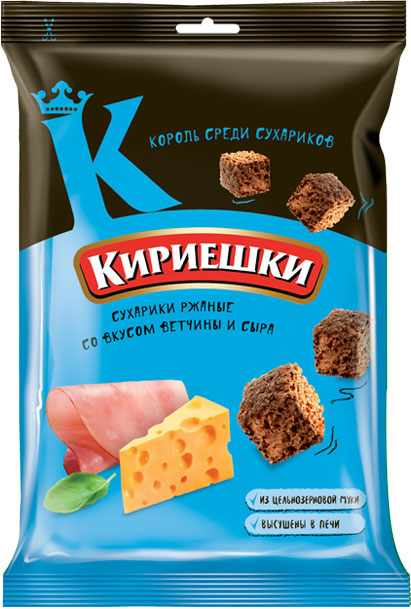 К
КОРОЛЬ СРЕДИ СУХАРИКОВ
КИРИЕШКИ
СУХАРИКИ РЖАНЫЕ
СО ВКУСОМ ВЕТЧИНЫ И СЫРА
ИЗ ЦЕЛЬНОЗЕРНОВОЙ МУКИ
ВЫСУШЕНЫ В ПЕЧИ